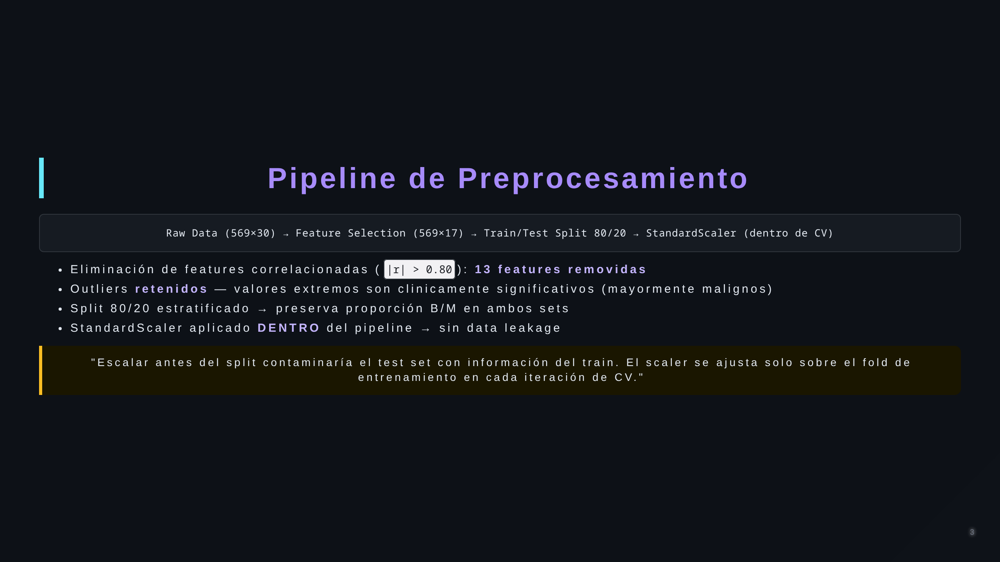 Pipeline de Preprocesamiento
Raw Data (569×30) → Feature Selection (569×17) → Train/Test Split 80/20 → StandardScaler (dentro de CV)
• Eliminación de features correlacionadas (|r| > 0.80): 13 features removidas
• Outliers retenidos — valores extremos son clinicamente significativos (mayormente malignos)
• Split 80/20 estratificado → preserva proporción B/M en ambos sets
• StandardScaler aplicado DENTRO del pipeline → sin data leakage
"Escalar antes del split contaminaría el test set con información del train. El scaler se ajusta solo sobre el fold de
entrenamiento en cada iteración de CV."
3